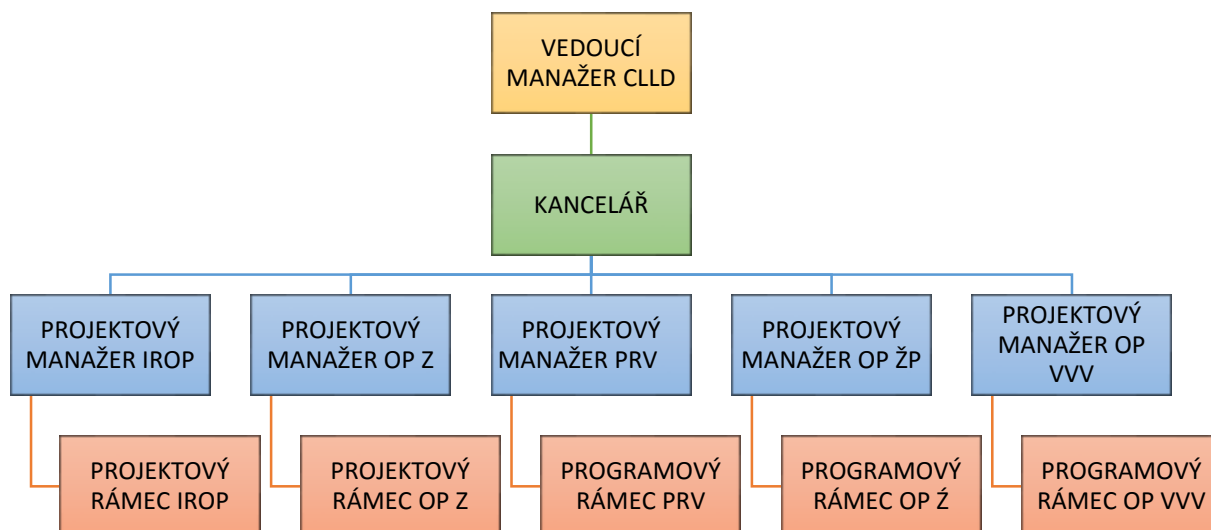 VEDOUCÍ
MANAŽER CLLD
KANCELÁŘ
PROJEKTOVÝ
MANAŽER IROP
PROJEKTOVÝ
MANAŽER OP Z
PROJEKTOVÝ
MANAŽER PRV
PROJEKTOVÝ
MANAŽER OP ŽP
PROJEKTOVÝ
MANAŽER OP
VVV
PROJEKTOVÝ
RÁMEC IROP
PROJEKTOVÝ
RÁMEC OP Z
PROGRAMOVÝ
RÁMEC PRV
PROGRAMOVÝ
RÁMEC OP Ź
PROGRAMOVÝ
RÁMEC OP VVV